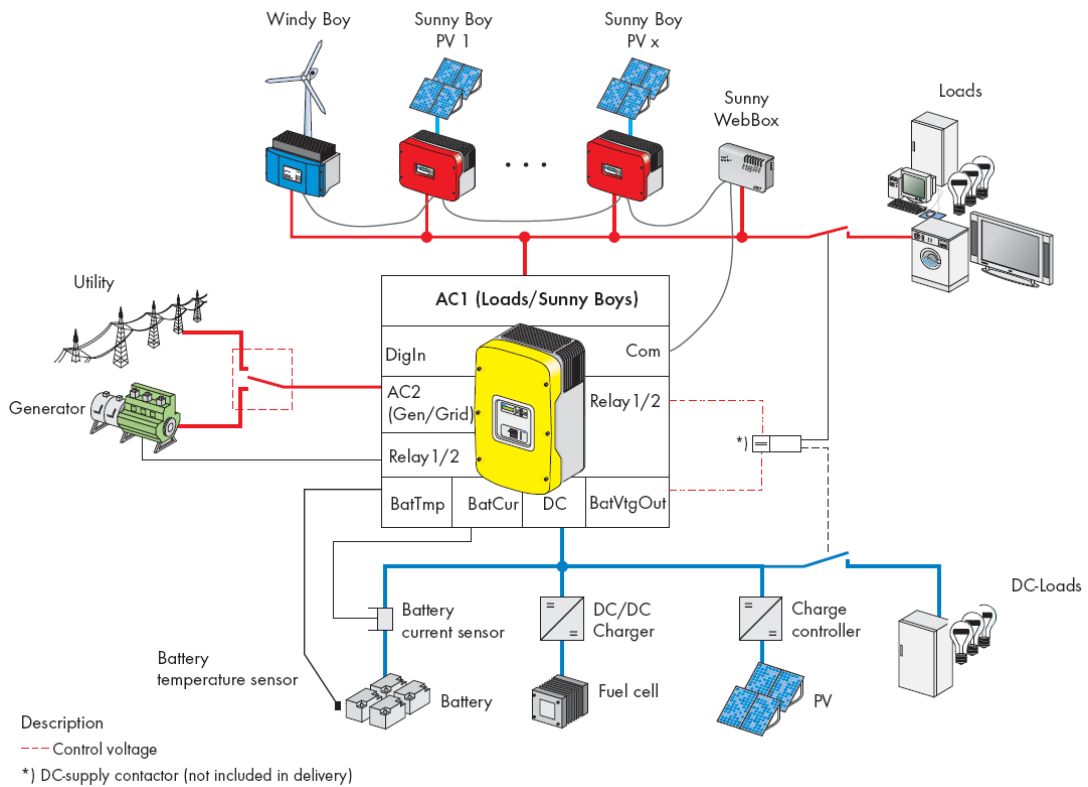 Windy Boy
Sunny Boy
PV 1
Sunny Boy
PV x
Sunny
WebBox
Loads
Utility
Generator
AC1 (Loads/Sunny Boys)
DigIn
Com
AC2
(Gen/Grid)
Relay 1/2
Relay 1/2
*)
BatTmp
BatCur
DC
BatVtgOut
Battery
current sensor
DC/DC
Charger
Charge
controller
DC-Loads
Battery
temperature sensor
Battery
Fuel cell
PV
Description
Control voltage
*) DC-supply contactor (not included in delivery)